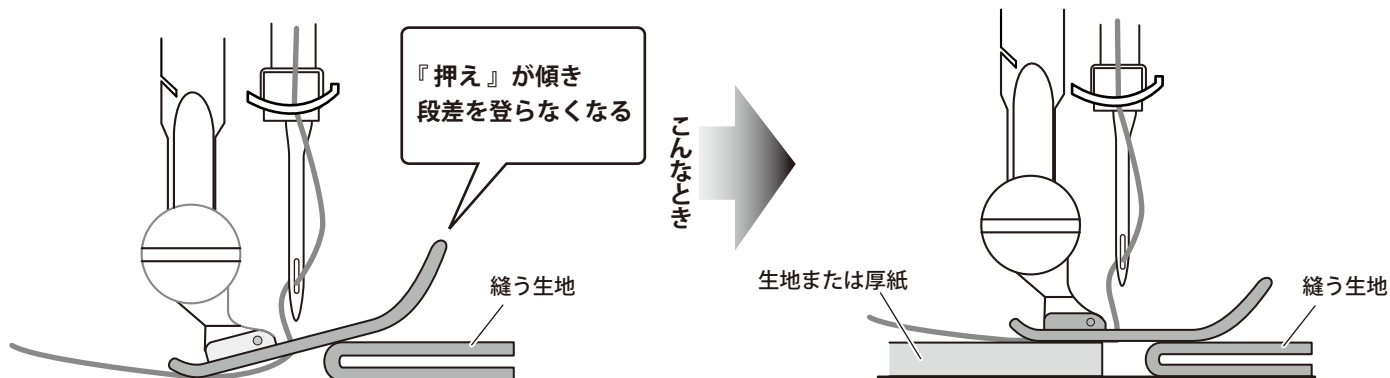 『 押え 』 が傾き
段差を登らなくなる
縫う生地
こんなとき
生地または厚紙
縫う生地